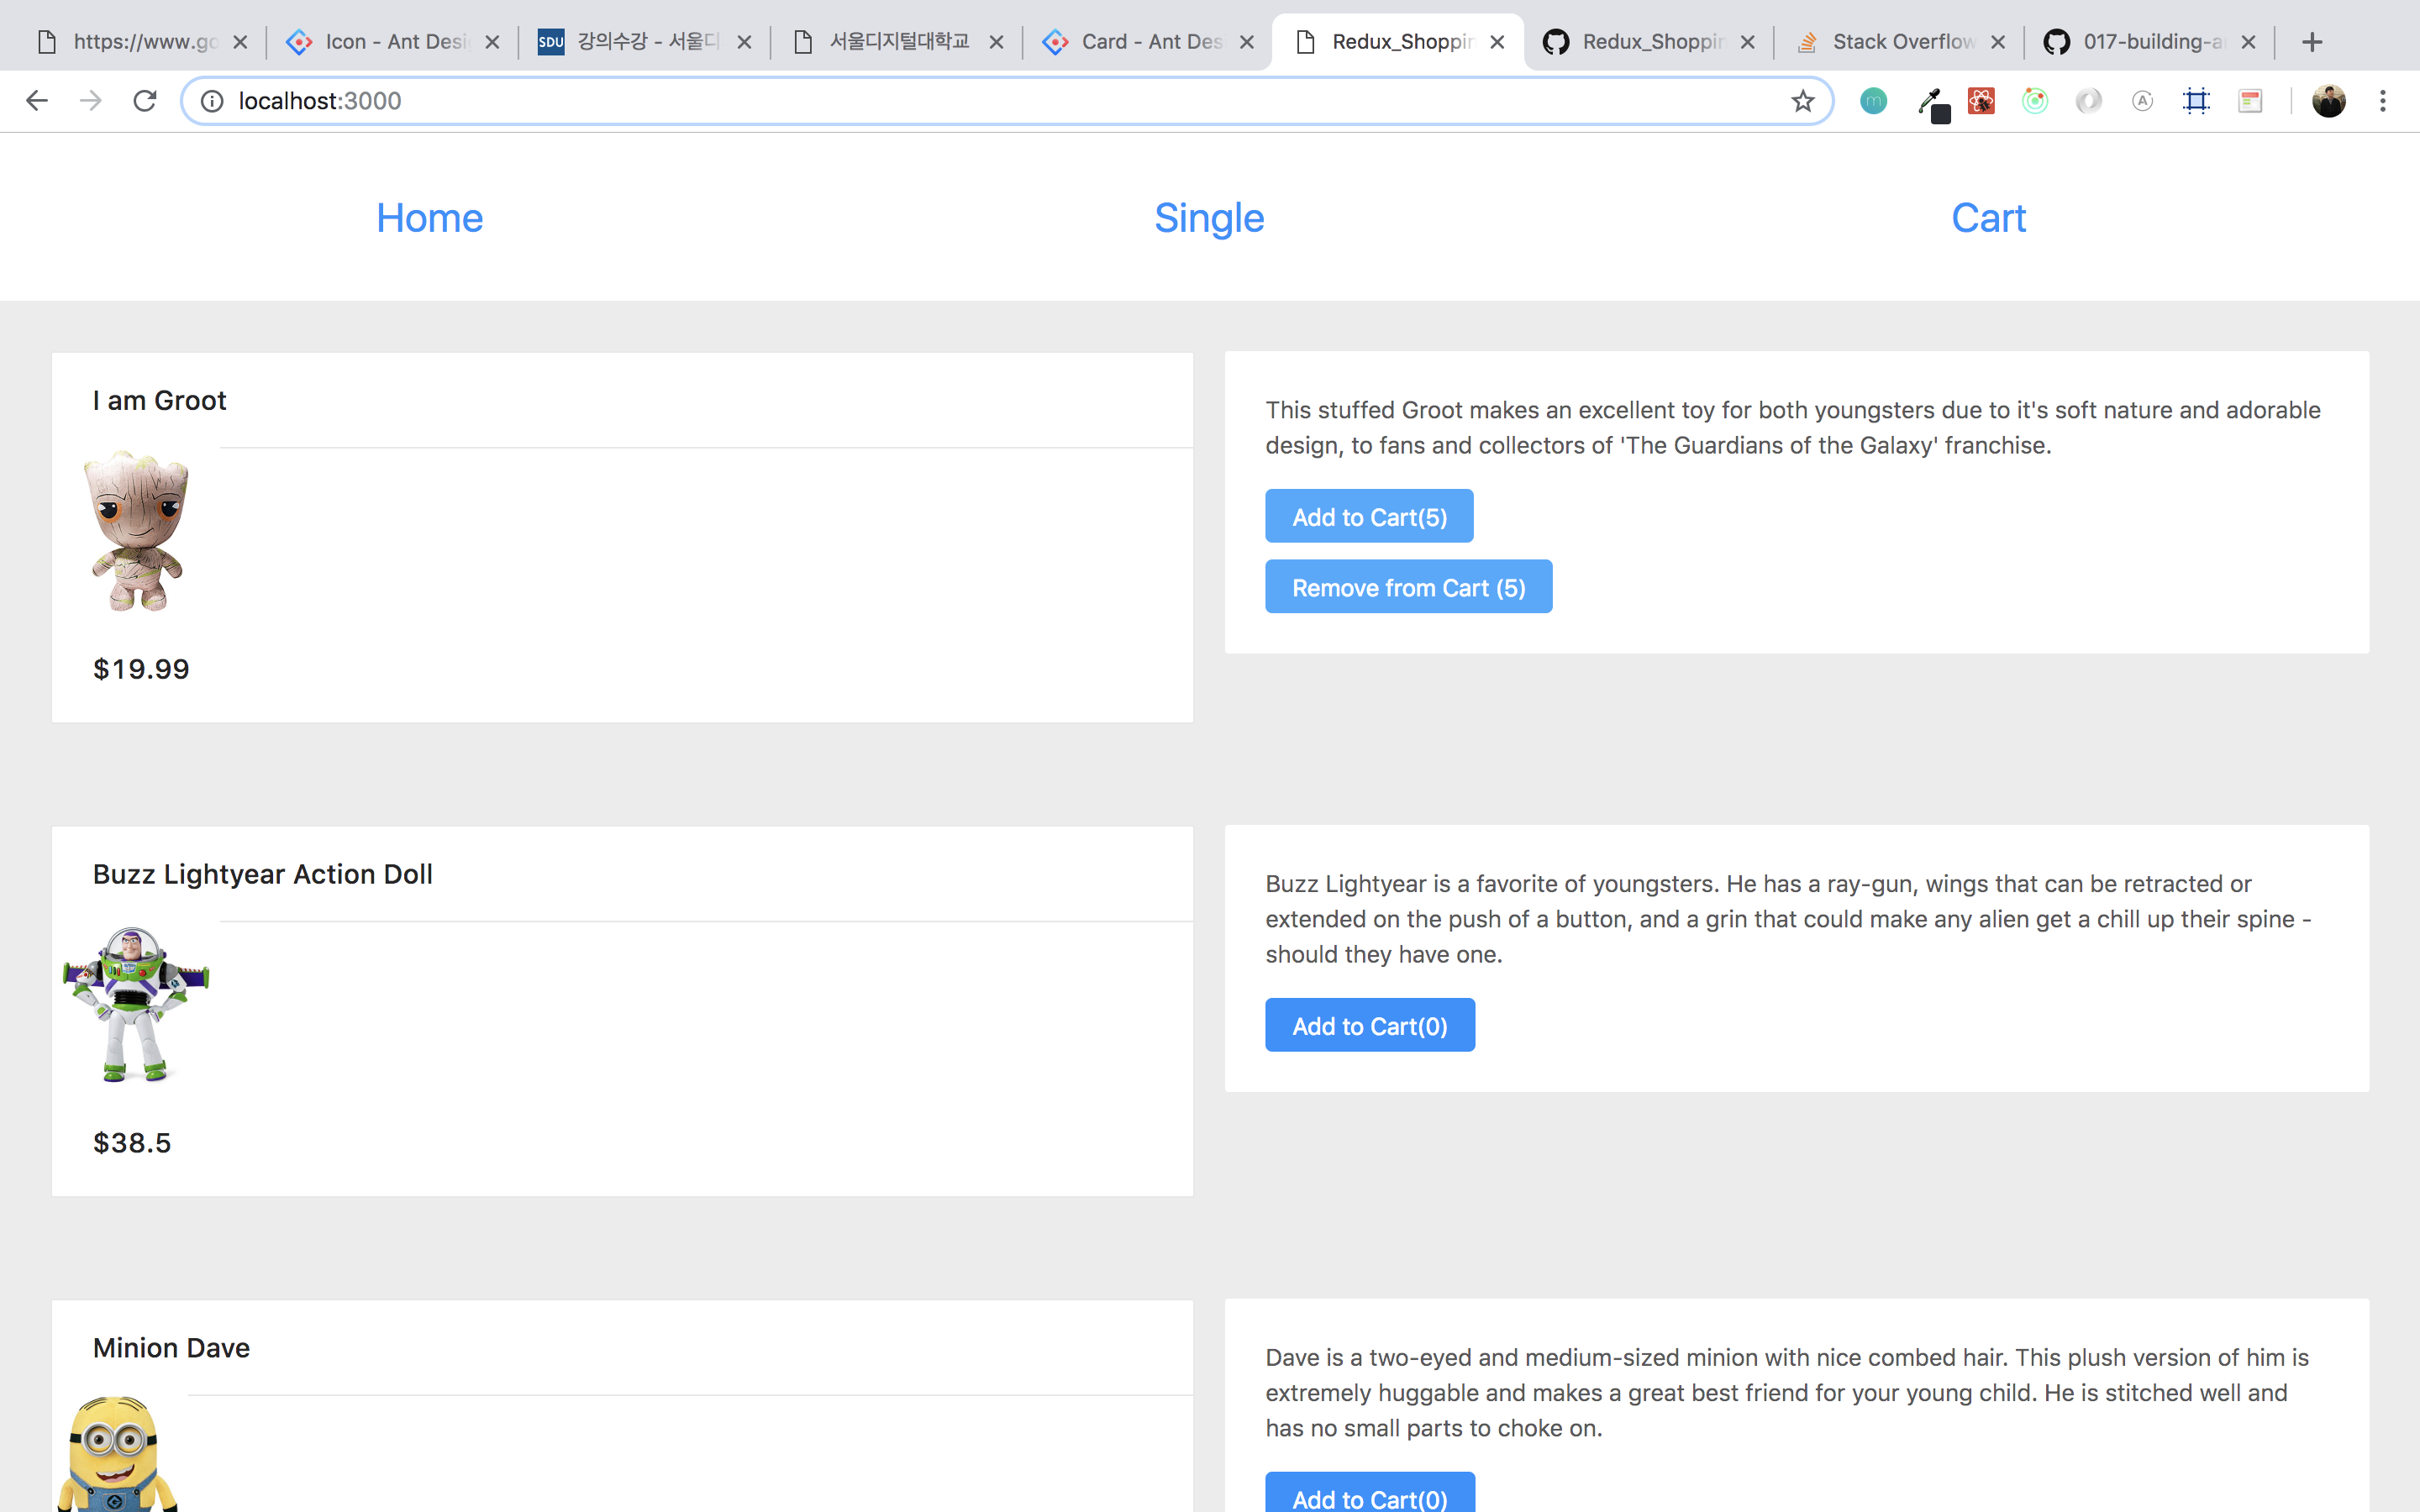 https://www.go
Icon - Ant Desi
SDU
강의수강 - 서울디
서울디지털대학교
Card - Ant Des
Redux_Shoppin
Redux_Shoppin
Stack Overflow
017-building-a
localhost:3000
m
A
Home
Single
Cart
I am Groot
$19.99
This stuffed Groot makes an excellent toy for both youngsters due to it's soft nature and adorable
design, to fans and collectors of 'The Guardians of the Galaxy' franchise.
Add to Cart(5)
Remove from Cart (5)
Buzz Lightyear Action Doll
$38.5
Buzz Lightyear is a favorite of youngsters. He has a ray-gun, wings that can be retracted or
extended on the push of a button, and a grin that could make any alien get a chill up their spine -
should they have one.
Add to Cart(0)
Minion Dave
Dave is a two-eyed and medium-sized minion with nice combed hair. This plush version of him is
extremely huggable and makes a great best friend for your young child. He is stitched well and
has no small parts to choke on.
Add to Cart(0)